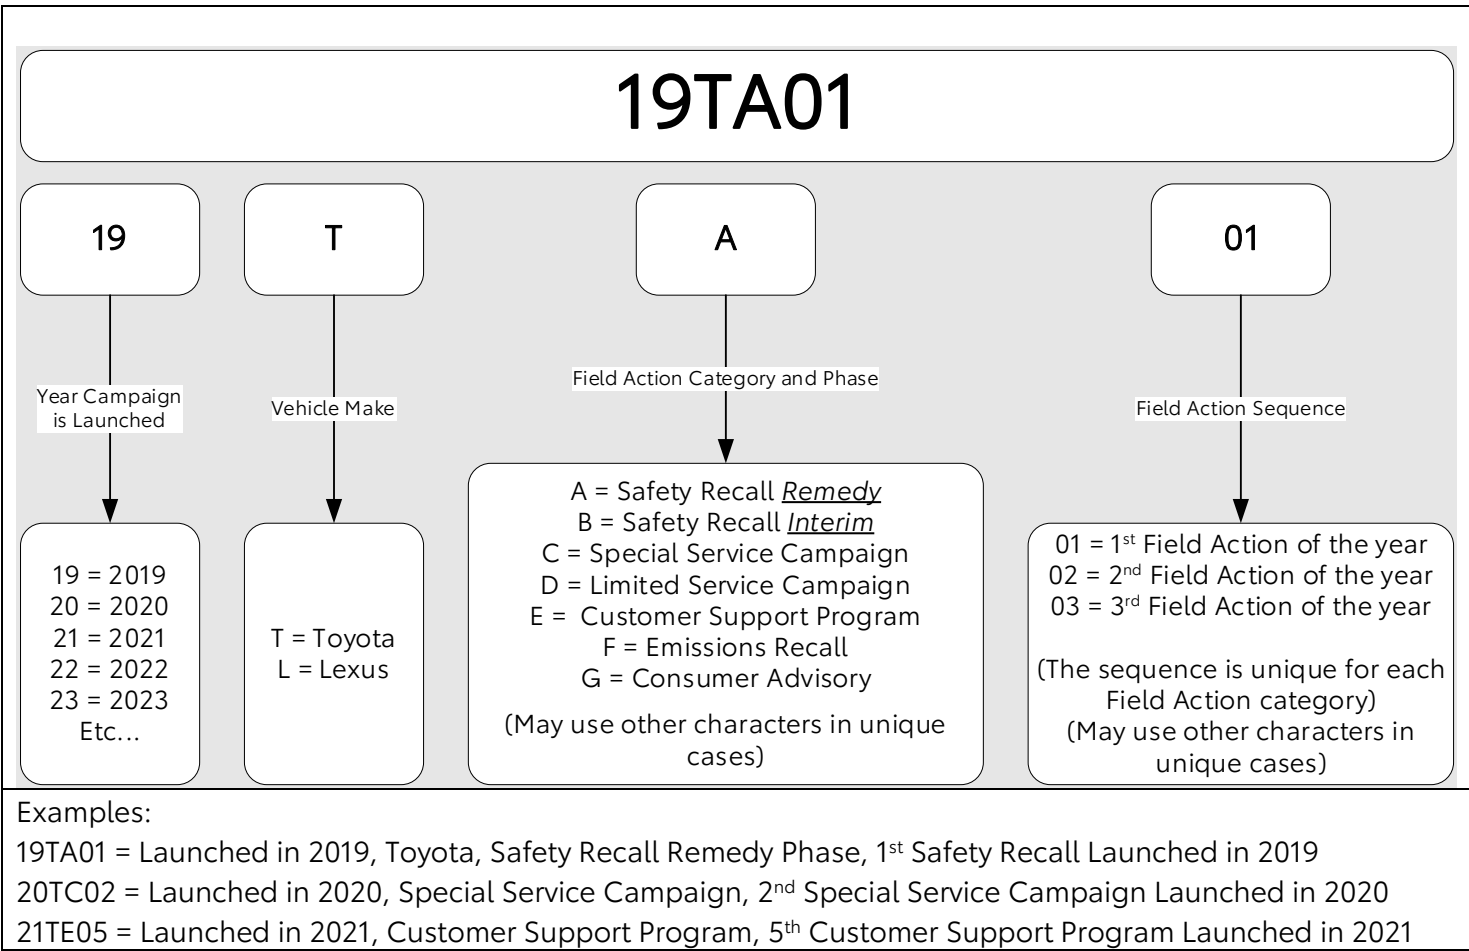 19TA01
19
T
A
01
Year Campaign
is Launched
Vehicle Make
Field Action Category and Phase
Field Action Sequence
19 = 2019
20 = 2020
21 = 2021
22 = 2022
23 = 2023
Etc...
T = Toyota
L = Lexus
A = Safety Recall Remedy
B = Safety Recall Interim
C = Special Service Campaign
D = Limited Service Campaign
E =  Customer Support Program
F = Emissions Recall
G = Consumer Advisory
(May use other characters in unique
cases)
01 = 1st Field Action of the year
02 = 2nd Field Action of the year
03 = 3rd Field Action of the year
(The sequence is unique for each
Field Action category)
(May use other characters in
unique cases)
Examples:
19TA01 = Launched in 2019, Toyota, Safety Recall Remedy Phase, 1st Safety Recall Launched in 2019
20TC02 = Launched in 2020, Special Service Campaign, 2nd Special Service Campaign Launched in 2020
21TE05 = Launched in 2021, Customer Support Program, 5th Customer Support Program Launched in 2021